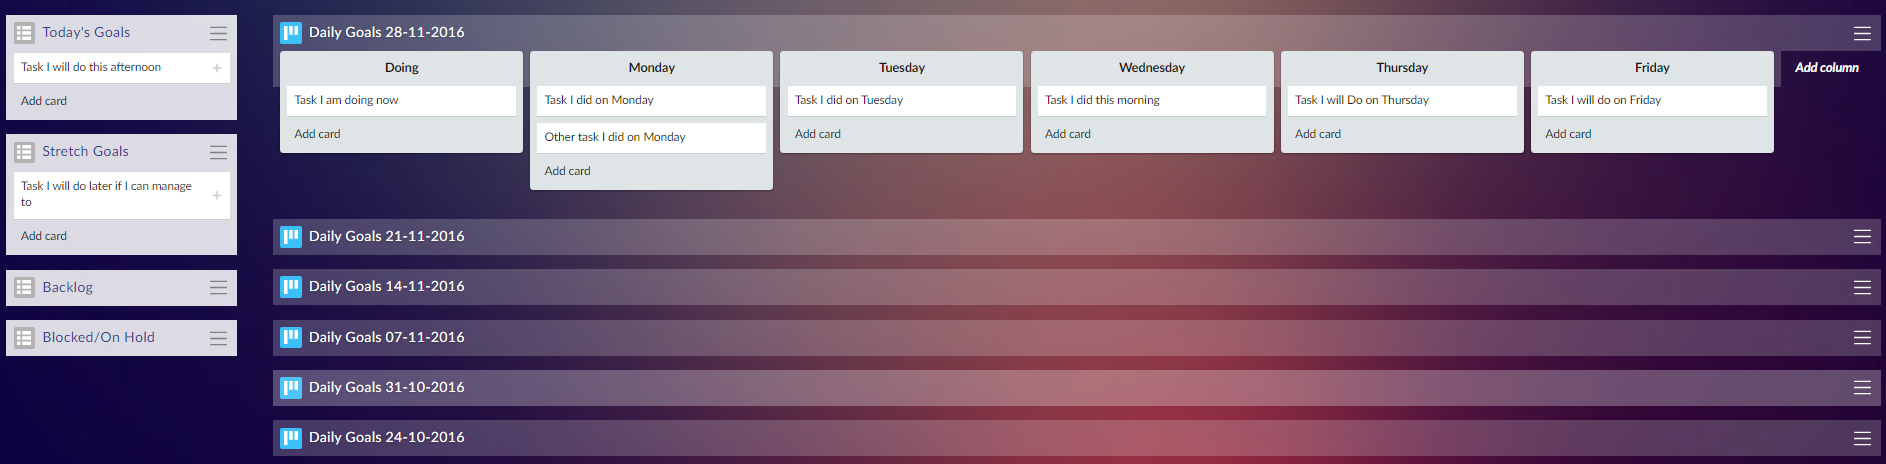 Today's Goals
Task I will do this afternoon
Add card
Stretch Goals
Task I will do later if I can manage
to
Add card
Backlog
Blocked/On Hold
Daily Goals 28-11-2016
Doing
Task I am doing now
Add card
Monday
Task I did on Monday
Other task I did on Monday
Add card
Tuesday
Task I did on Tuesday
Add card
Wednesday
Task I did this morning
Add card
Thursday
Task I will Do on Thursday
Add card
Friday
Task I will do on Friday
Add card
Add column
Daily Goals 21-11-2016
Daily Goals 14-11-2016
Daily Goals 07-11-2016
Daily Goals 31-10-2016
Daily Goals 24-10-2016